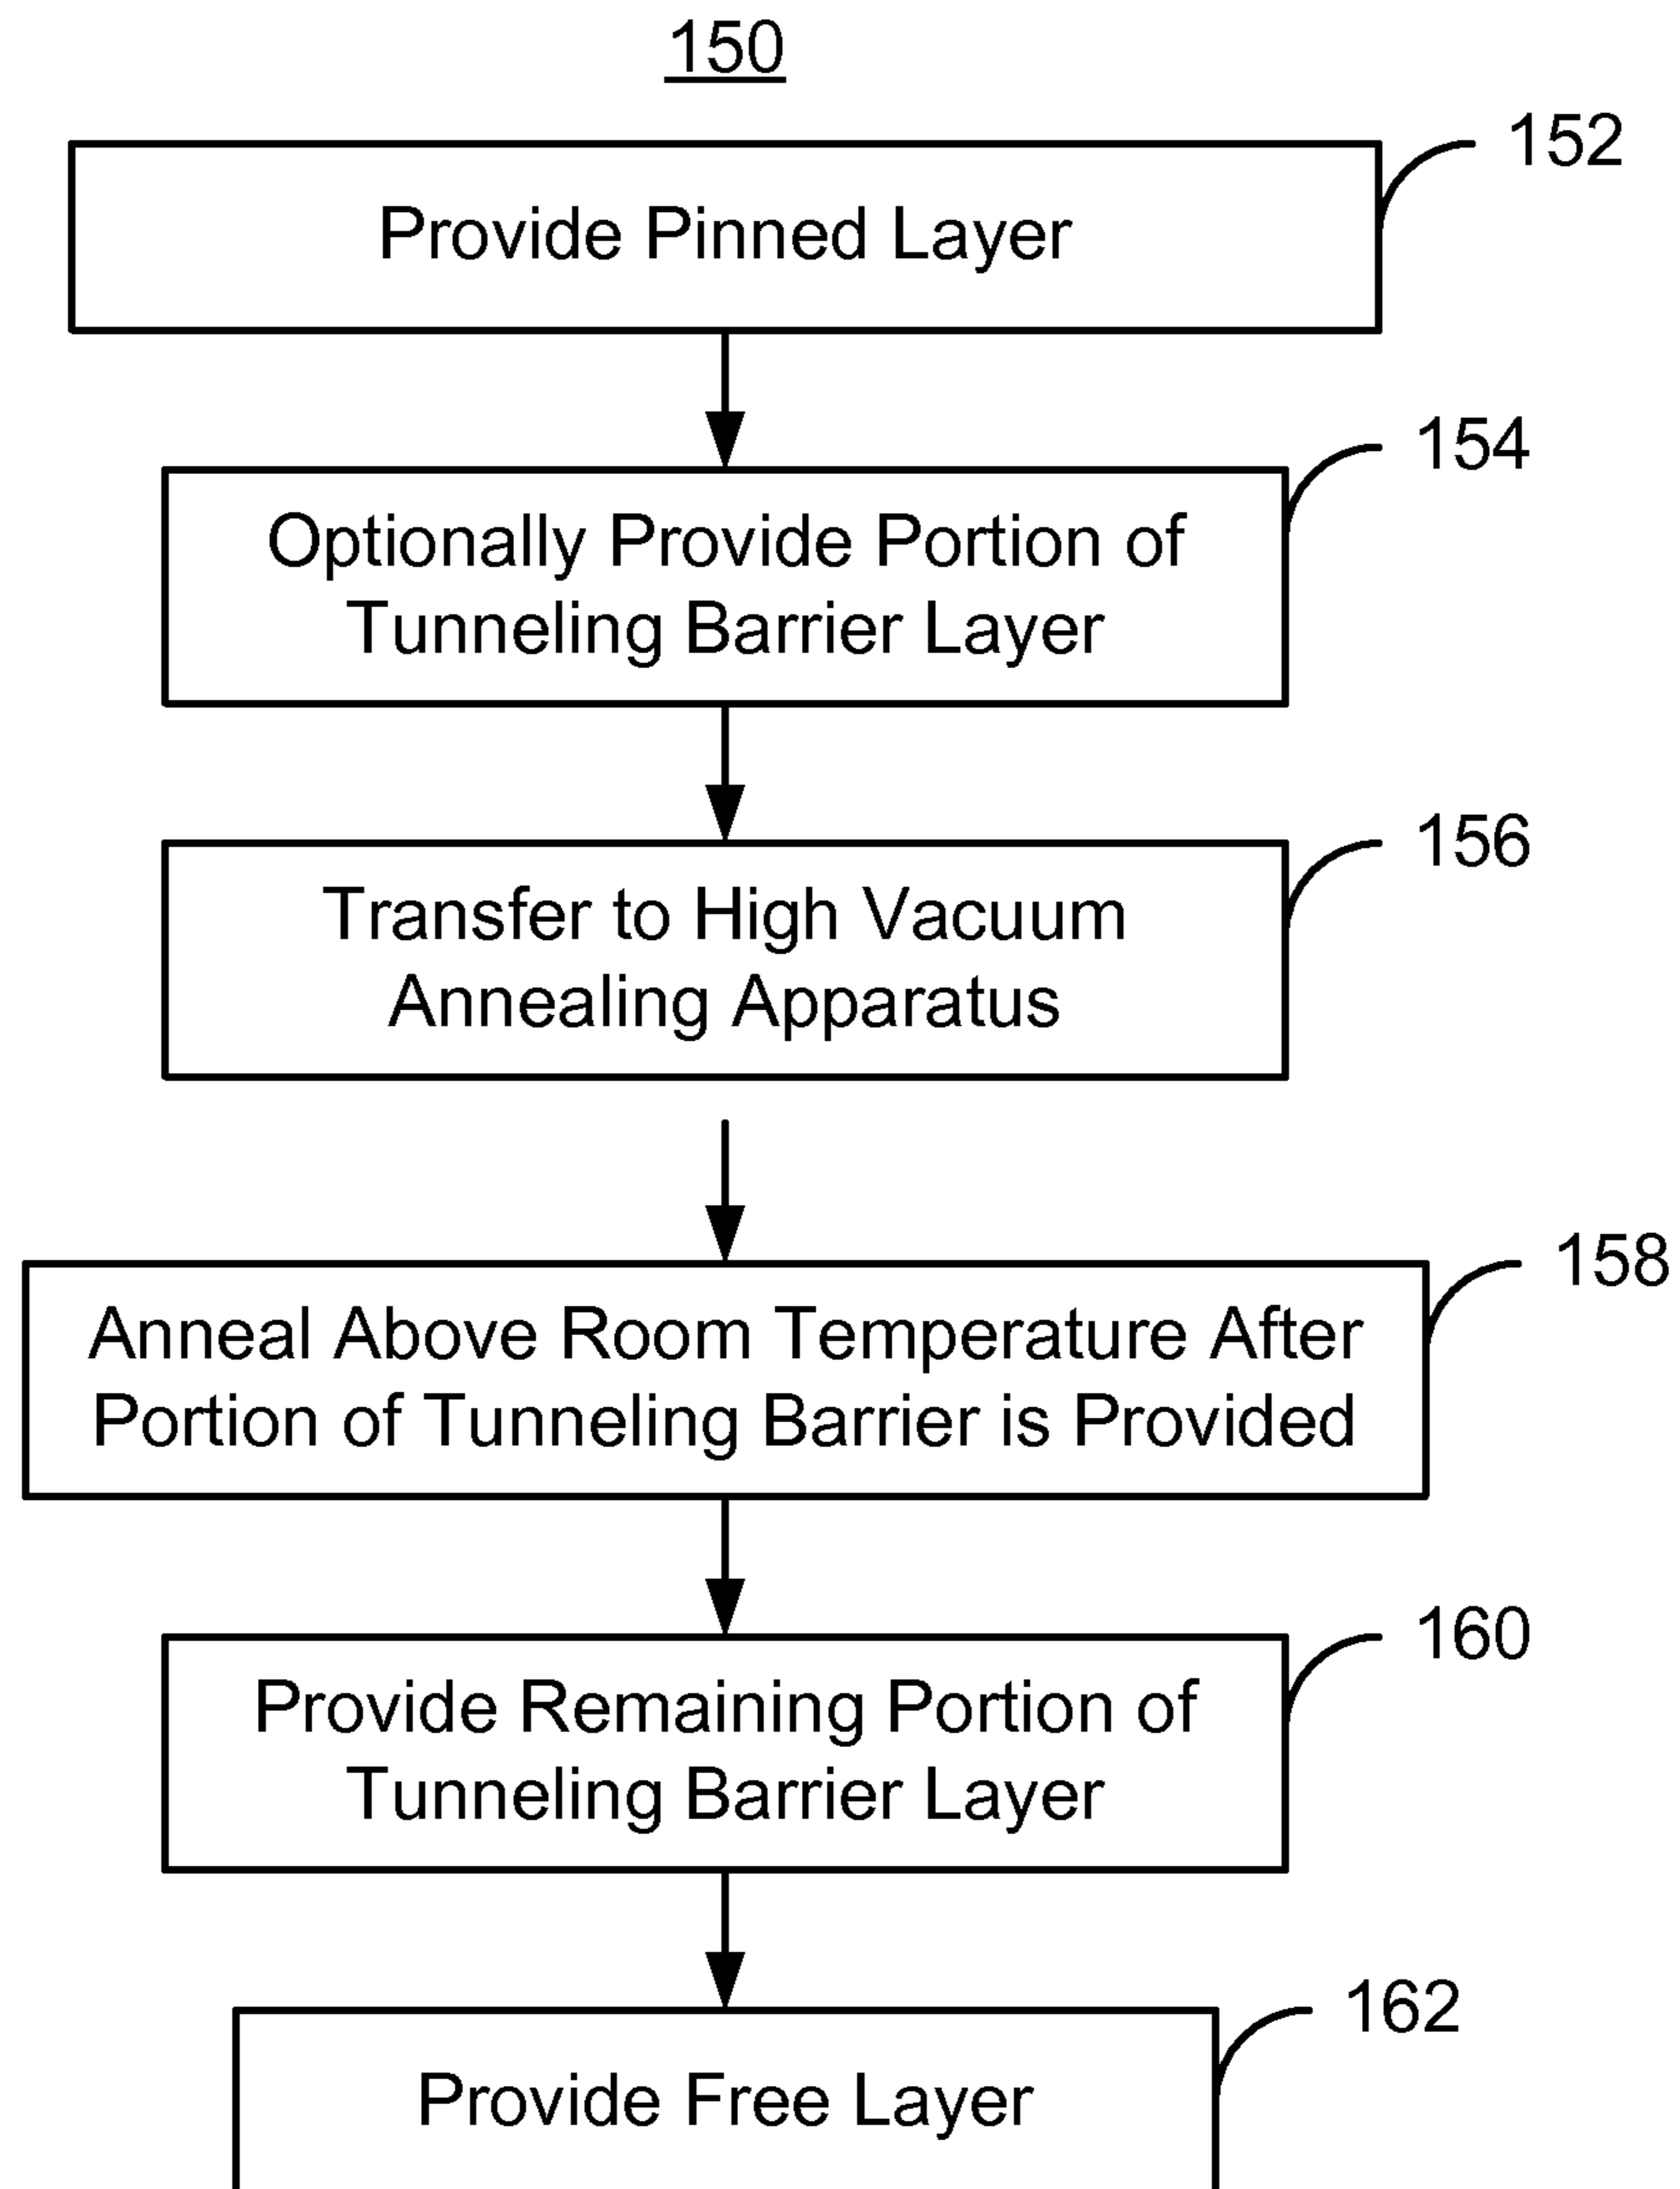 150
152
Provide Pinned Layer
154
Optionally Provide Portion of
Tunneling Barrier Layer
156
Transfer to High Vacuum
Annealing Apparatus
158
Anneal Above Room Temperature After
Portion of Tunneling Barrier is Provided
160
Provide Remaining Portion of
Tunneling Barrier Layer
162
Provide Free Layer